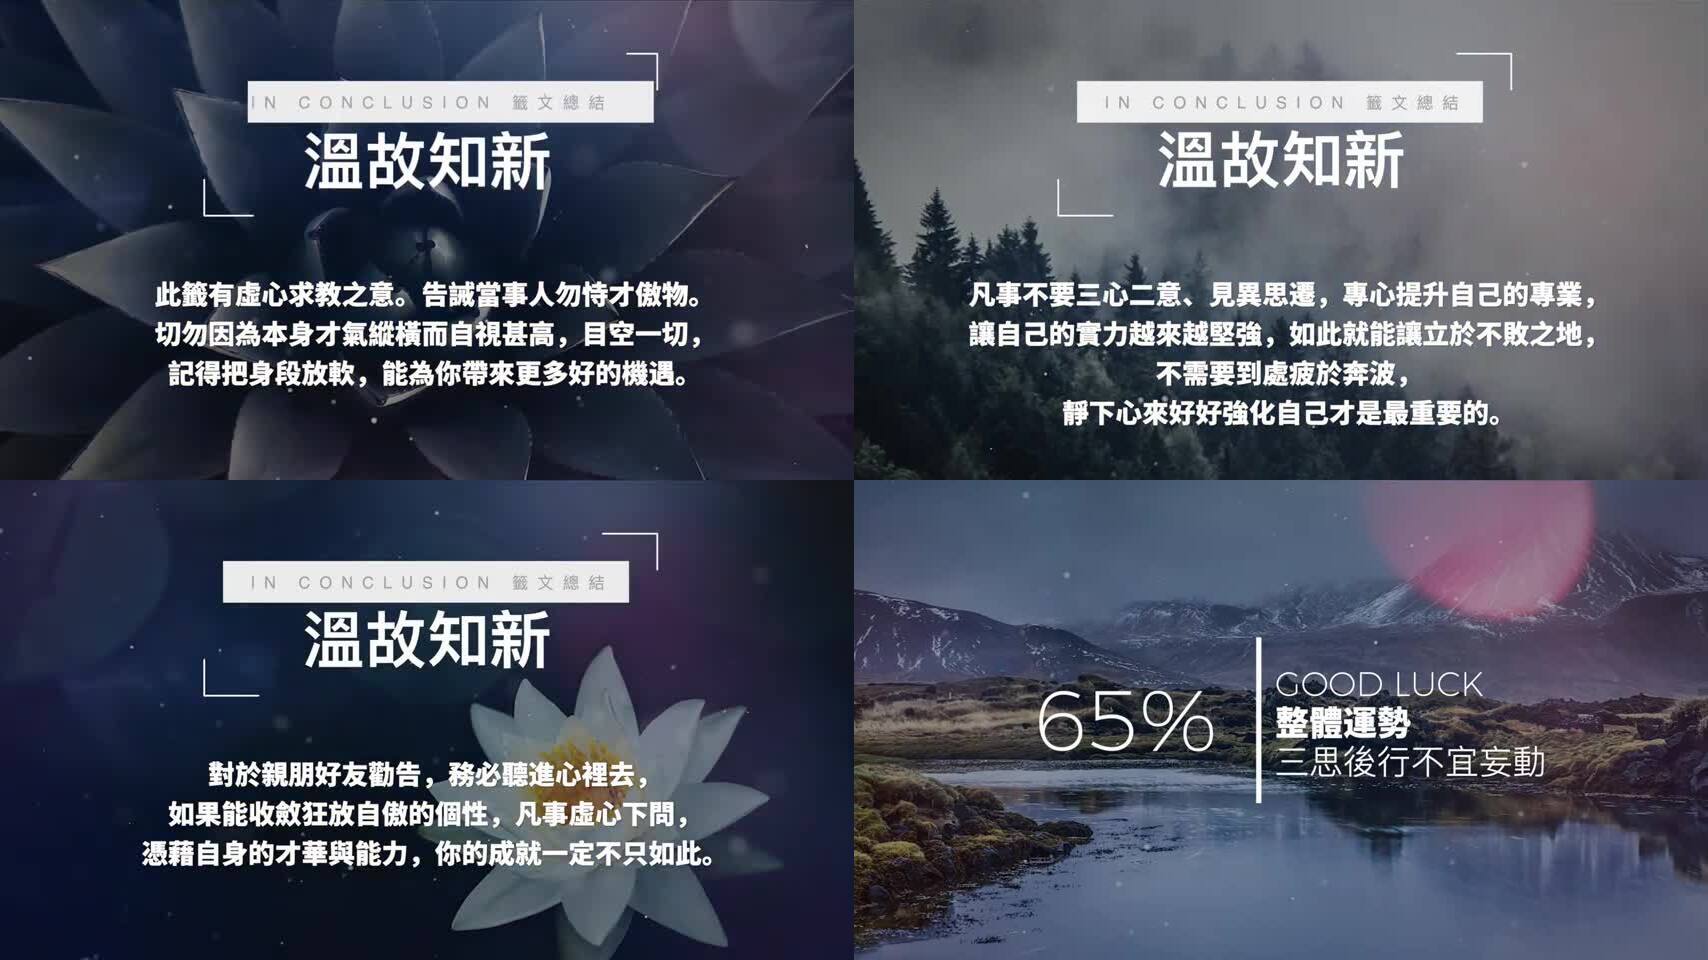 IN CONCLUSION 籤文總結
溫故知新
此籤有虛心求教之意。告誡當事人勿恃才傲物。
切勿因為本身才氣縱橫而自視甚高，目空一切，
記得把身段放軟，能為你帶來更多好的機遇。
IN CONCLUSION 籤文總結
溫故知新
凡事不要三心二意、見異思遷，專心提升自己的專業，
讓自己的實力越來越堅強，如此就能讓立於不敗之地，
不需要到處疲於奔波，
靜下心來好好強化自己才是最重要的。
IN CONCLUSION 籤文總結
溫故知新
對於親朋好友勸告，務必聽進心裡去，
如果能收斂狂放自傲的個性，凡事虛心下問，
憑藉自身的才華與能力，你的成就一定不只如此。
65%
GOOD LUCK
整體運勢
三思後行不宜妄動